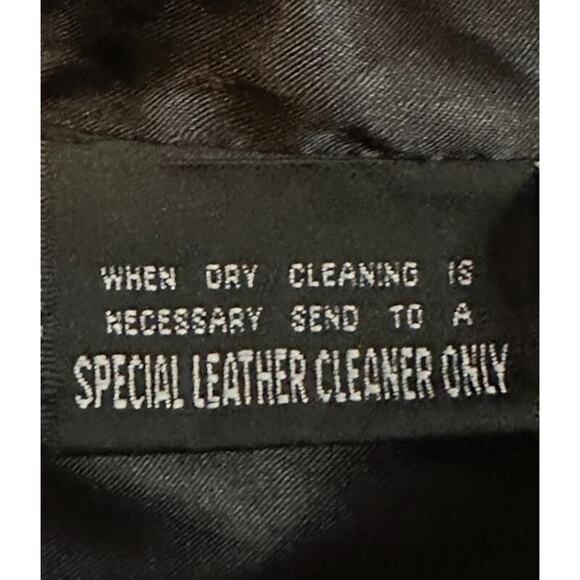 WHEN DRY CLEANING IS
NECESSARY SEND TO A
SPECIAL LEATHER CLEANER ONLY